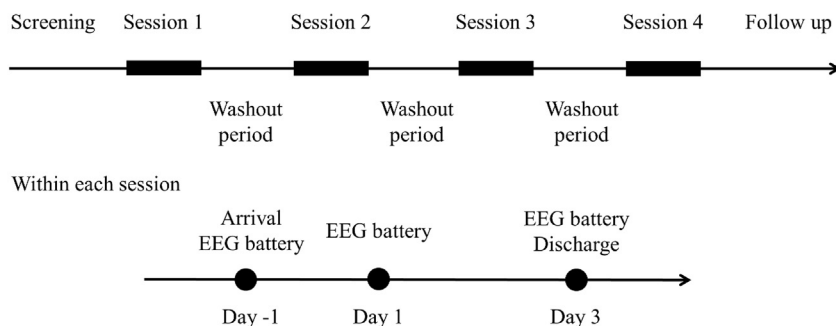 Screening Session 1 Session 2 Session 3 Session 4 Follow up
Washout Washout Washout
period period period
Within each session
Arrival EEG battery
EEG battery EEG battery Discharge
Day -1 Day 1 Day 3